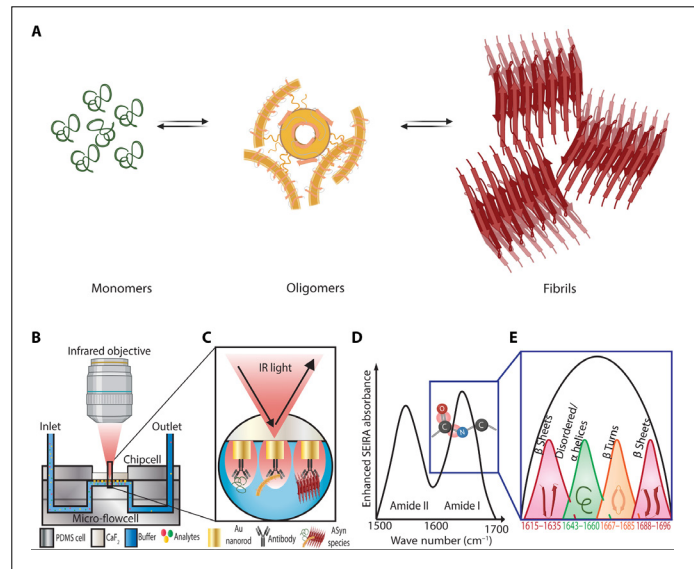 A
Monomers
Oligomers
Fibrils
B
C
D
E
Infrared objective
Inlet
Outlet
Chipcell
Micro-flowcell
IR light
Enhanced SEIRA absorbance
O
C
N
C
Amide II
Amide I
1500
1600
1700
Wave number (cm⁻¹)
β Sheets
Disordered/
α helices
β Turns
β Sheets
1615–1635
1643–1660
1667–1685
1688–1696
PDMS cell
CaF₂
Buffer
Analytes
Au
nanorod
Antibody
ASyn
species